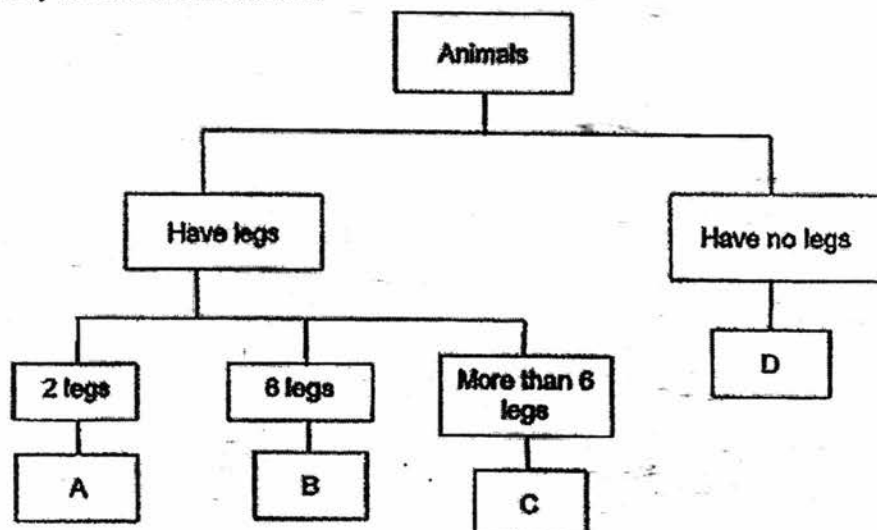 Animals
Have legs
Have no legs
2 legs
6 legs
More than 6
legs
D
A
B
C